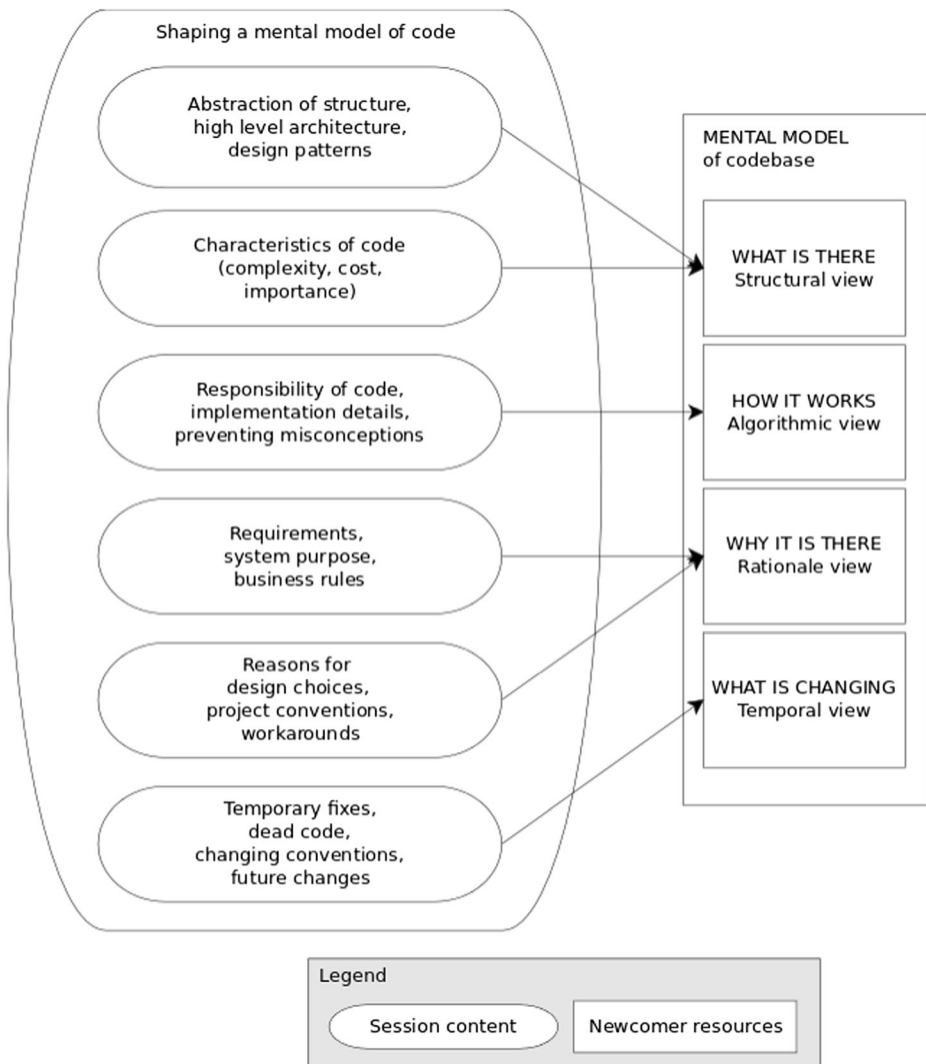 Shaping a mental model of code
Abstraction of structure,
high level architecture,
design patterns
Characteristics of code
(complexity, cost,
importance)
Responsibility of code,
implementation details,
preventing misconceptions
Requirements,
system purpose,
business rules
Reasons for
design choices,
project conventions,
workarounds
Temporary fixes,
dead code,
changing conventions,
future changes
MENTAL MODEL
of codebase
WHAT IS THERE
Structural view
HOW IT WORKS
Algorithmic view
WHY IT IS THERE
Rationale view
WHAT IS CHANGING
Temporal view
Legend
Session content
Newcomer resources